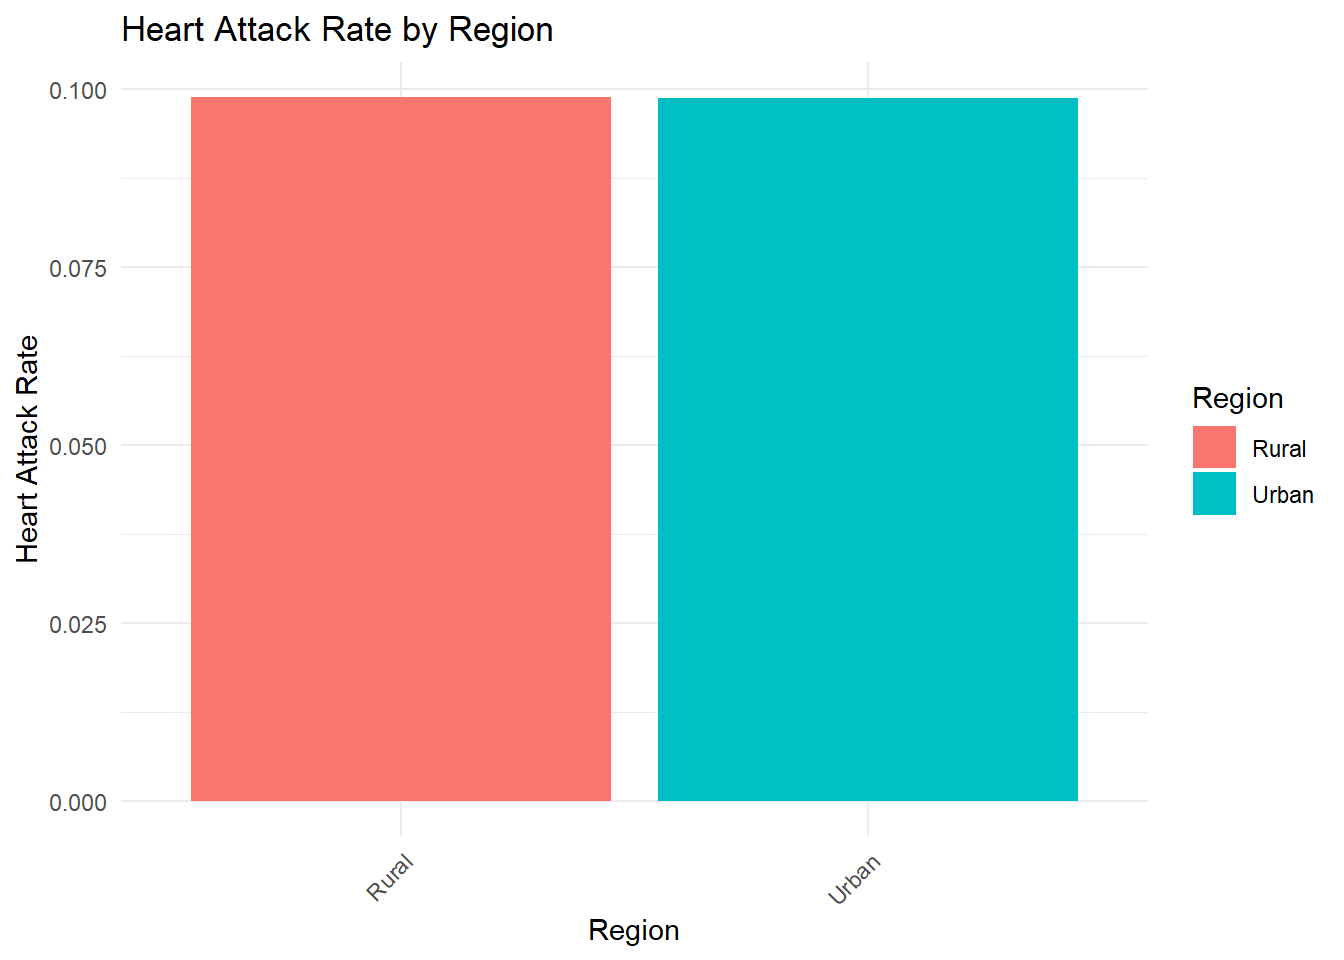 Heart Attack Rate by Region
0.100
0.075
0.050
0.025
0.000
Heart Attack Rate
Rural
Urban
Region
Region
Rural
Urban